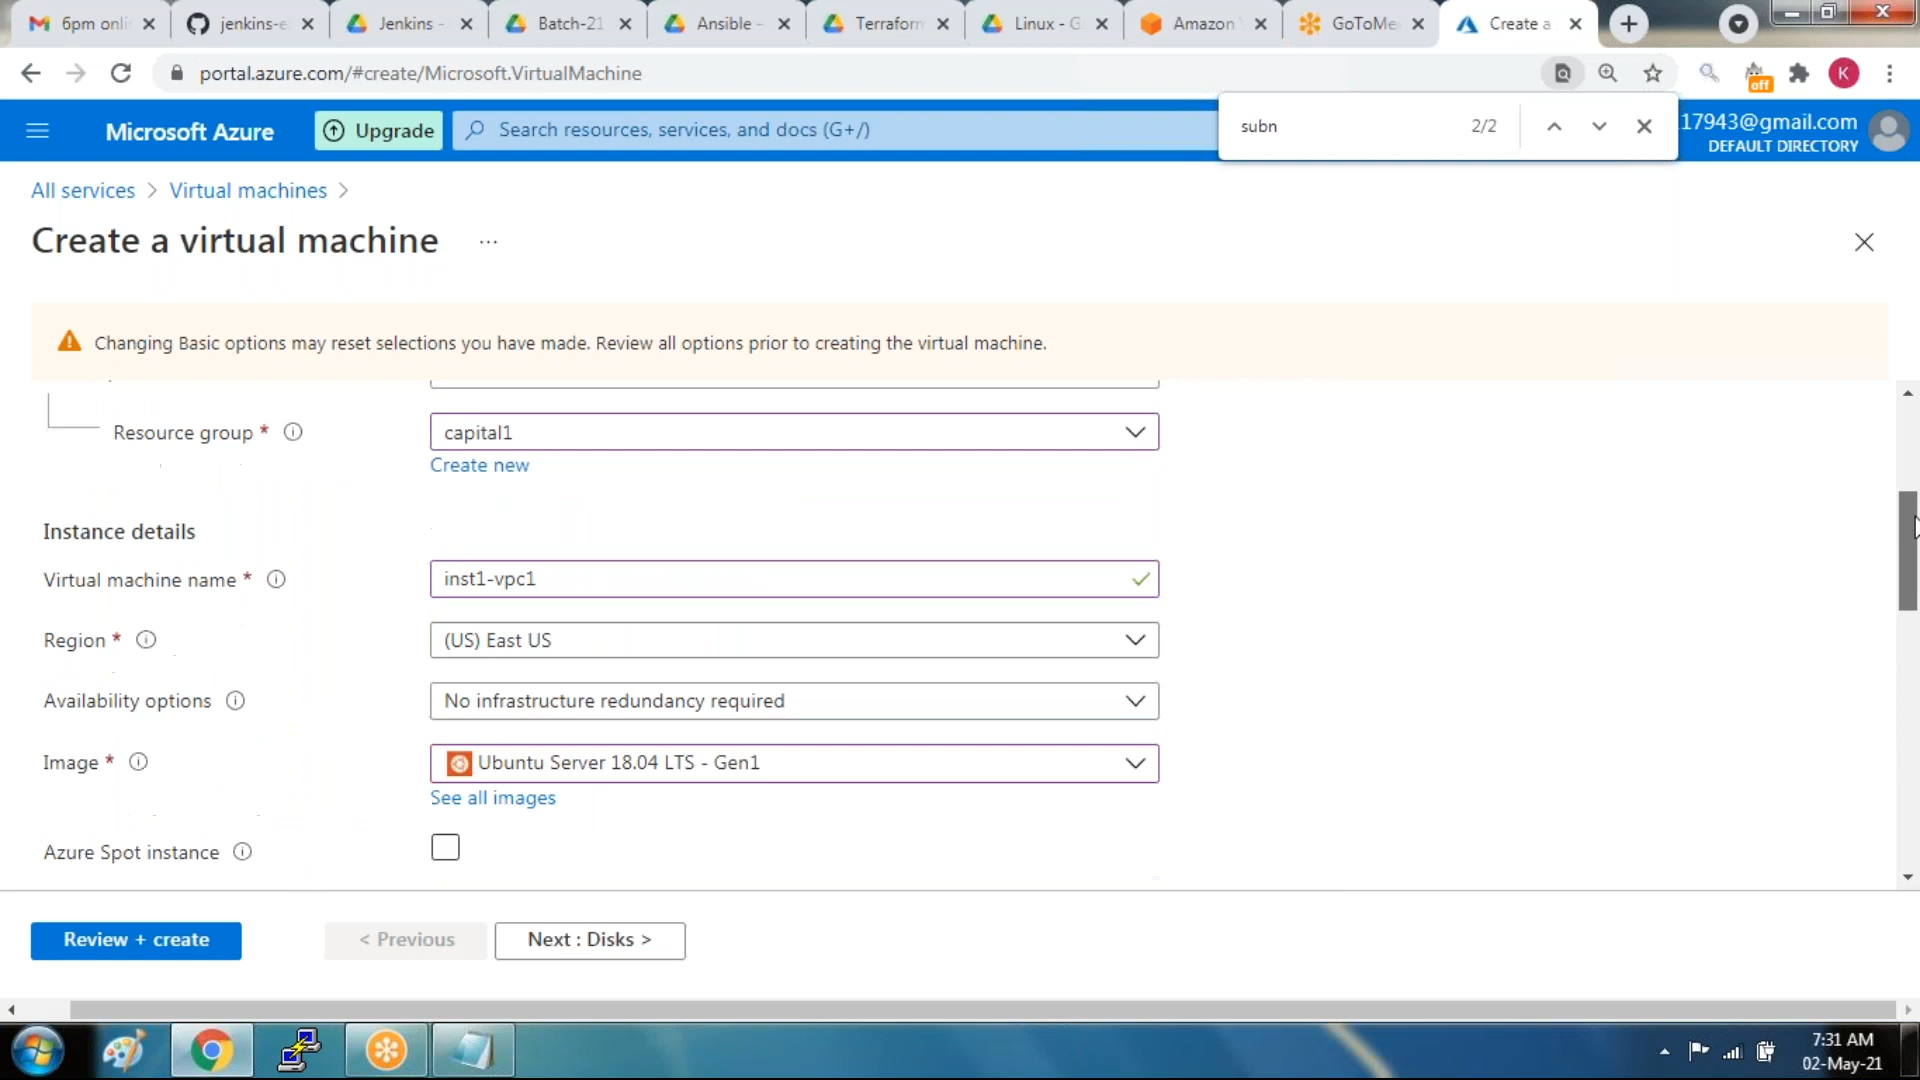 6pm onli
jenkins-e
Jenkins -
Batch-21
Ansible -
Terraform
Linux - G
Amazon
GoToMe
Create a
portal.azure.com/#create/Microsoft.VirtualMachine
K
off
Microsoft Azure
Upgrade
Search resources, services, and docs (G+/)
subn
2/2
17943@gmail.com
DEFAULT DIRECTORY
All services > Virtual machines >
Create a virtual machine ...
Changing Basic options may reset selections you have made. Review all options prior to creating the virtual machine.
Resource group *
capital1
Create new
Instance details
Virtual machine name *
inst1-vpc1
Region *
(US) East US
Availability options
No infrastructure redundancy required
Image *
Ubuntu Server 18.04 LTS - Gen1
See all images
Azure Spot instance
Review + create
< Previous
Next : Disks >
7:31 AM
02-May-21